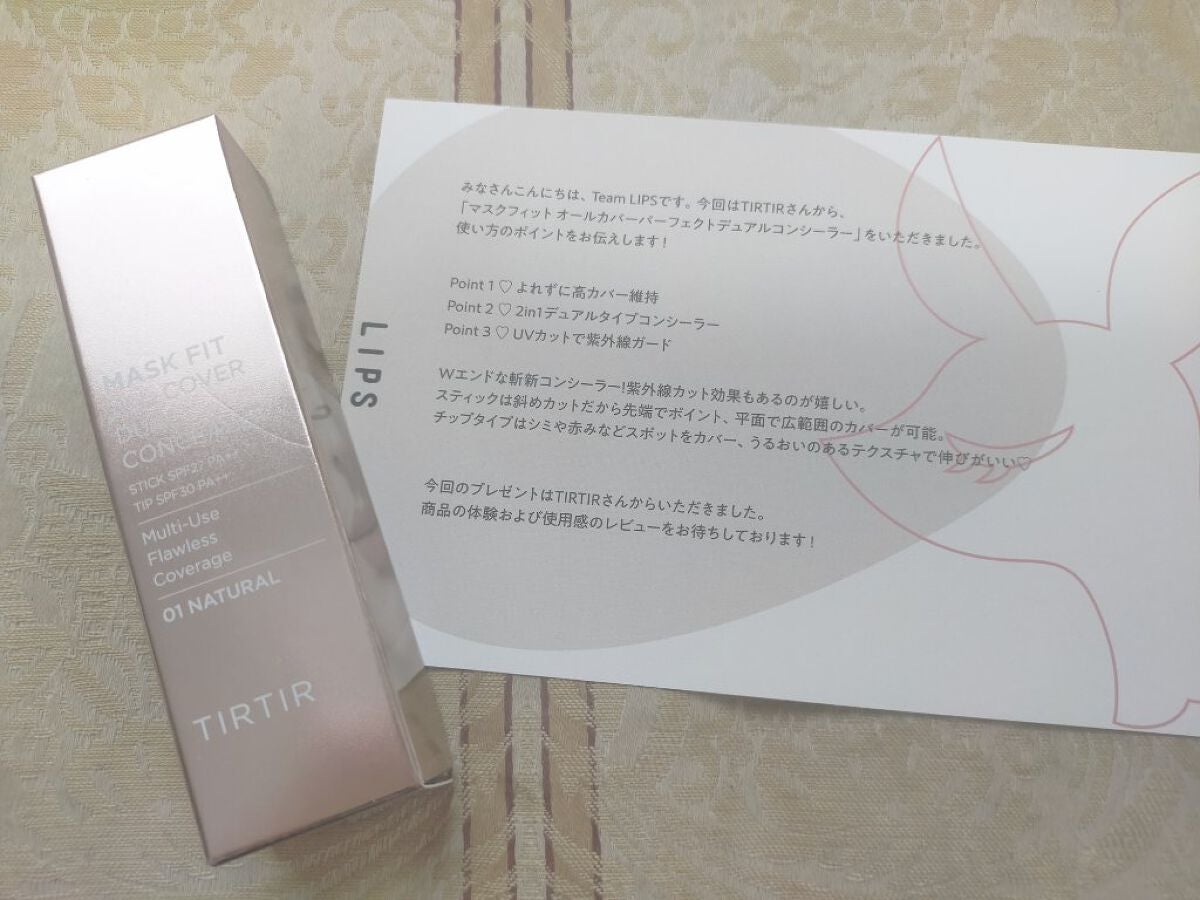 MASK FIT
COVER
CONCEALER
STICK SPF27 PA++
TIP SPF30 PA++
Multi-Use
Flawless
Coverage
01 NATURAL
TIRTIR
LIPS
みなさんこんにちは、Team LIPSです。今回はTIRTIRさんから、
「マスクフィット オールカバーパーフェクトデュアルコンシーラー」をいただきました。
使い方のポイントをお伝えします！
Point 1 ♡ よれずに高カバー維持
Point 2 ♡ 2in1デュアルタイプコンシーラー
Point 3 ♡ UVカットで紫外線ガード
Wエンドな斬新コンシーラー!紫外線カット効果もあるのが嬉しい。
スティックは斜めカットだから先端でポイント、平面で広範囲のカバーが可能。
チップタイプはシミや赤みなどスポットをカバー、うるおいのあるテクスチャで伸びがいい♡
今回のプレゼントはTIRTIRさんからいただきました。
商品の体験および使用感のレビューをお待ちしております！